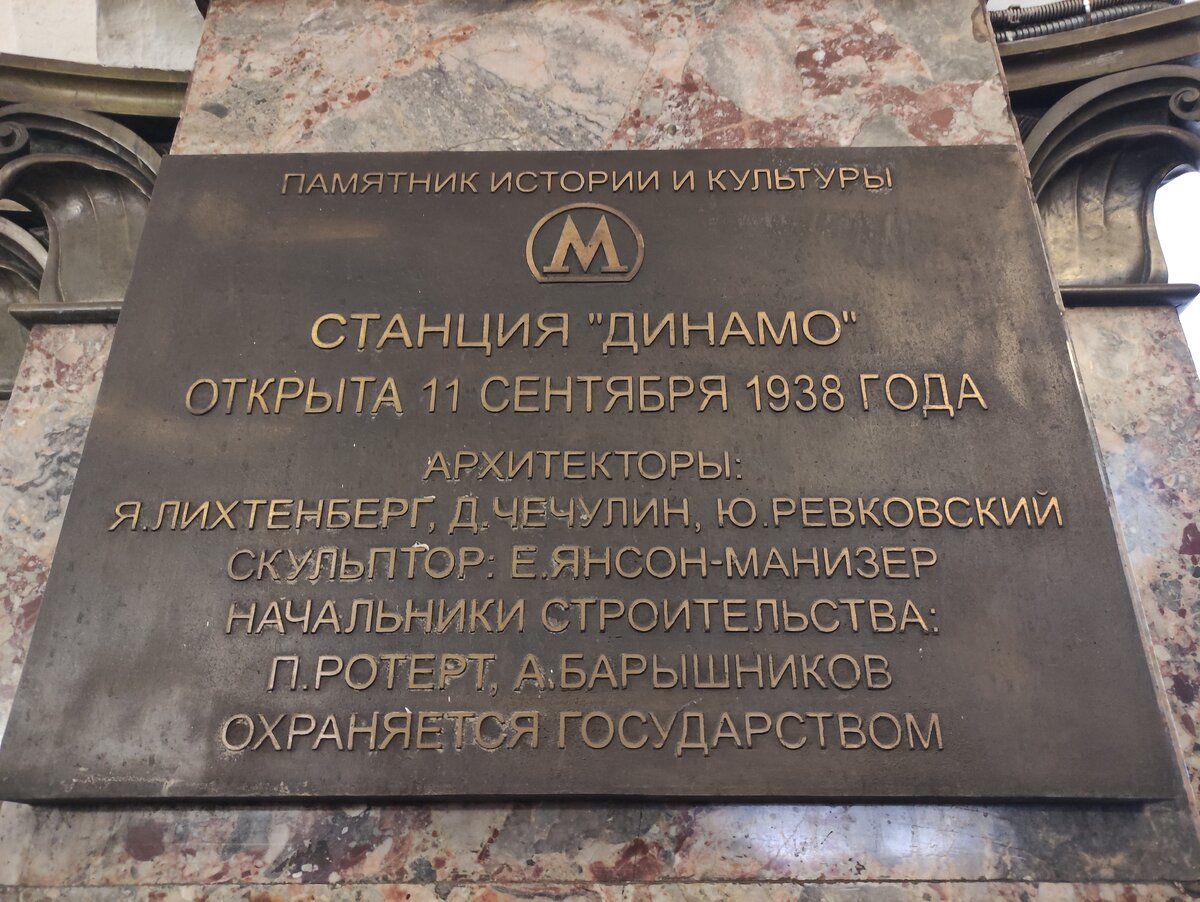 ПАМЯТНИК ИСТОРИИ И КУЛЬТУРЫ
М
СТАНЦИЯ "ДИНАМО"
ОТКРЫТА 11 СЕНТЯБРЯ 1938 ГОДА
АРХИТЕКТОРЫ:
Я.ЛИХТЕНБЕРГ, Д.ЧЕЧУЛИН, Ю.РЕВКОВСКИЙ
СКУЛЬПТОР: Е.ЯНСОН-МАНИЗЕР
НАЧАЛЬНИКИ СТРОИТЕЛЬСТВА:
П.РОТЕРТ, А.БАРЫШНИКОВ
ОХРАНЯЕТСЯ ГОСУДАРСТВОМ